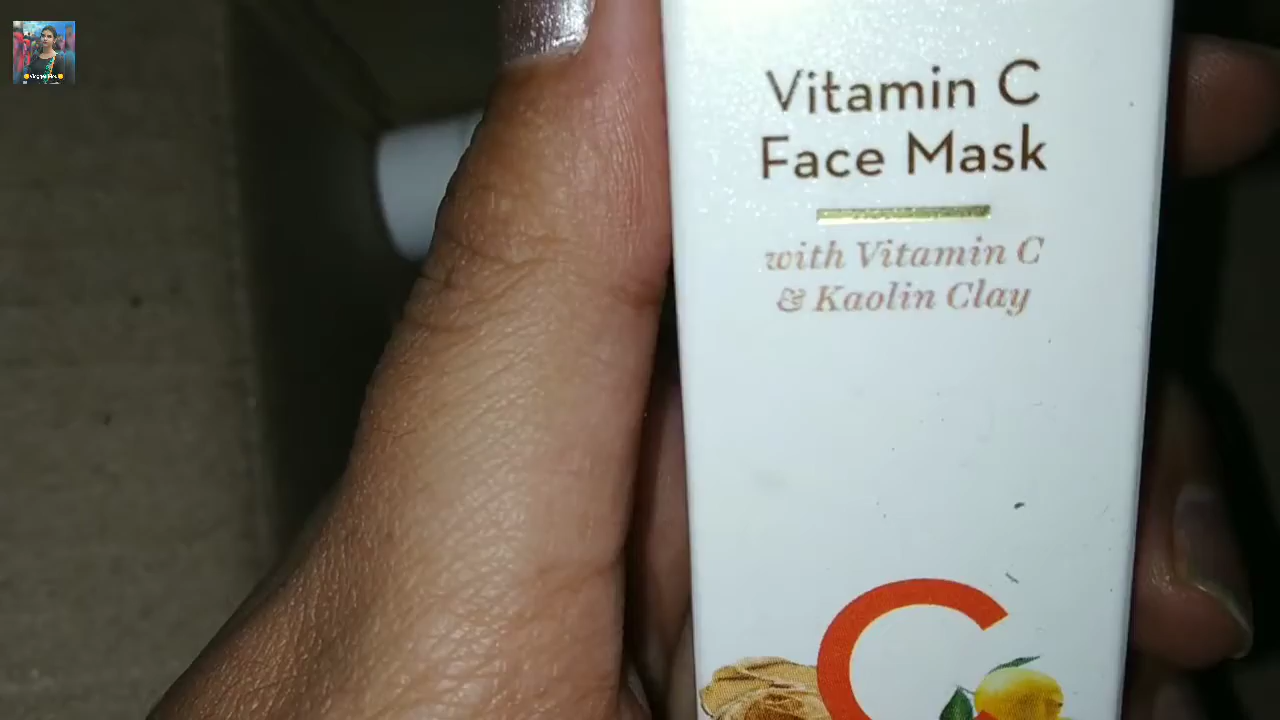 Vitamin C
Face Mask
with Vitamin C
& Kaolin Clay
C